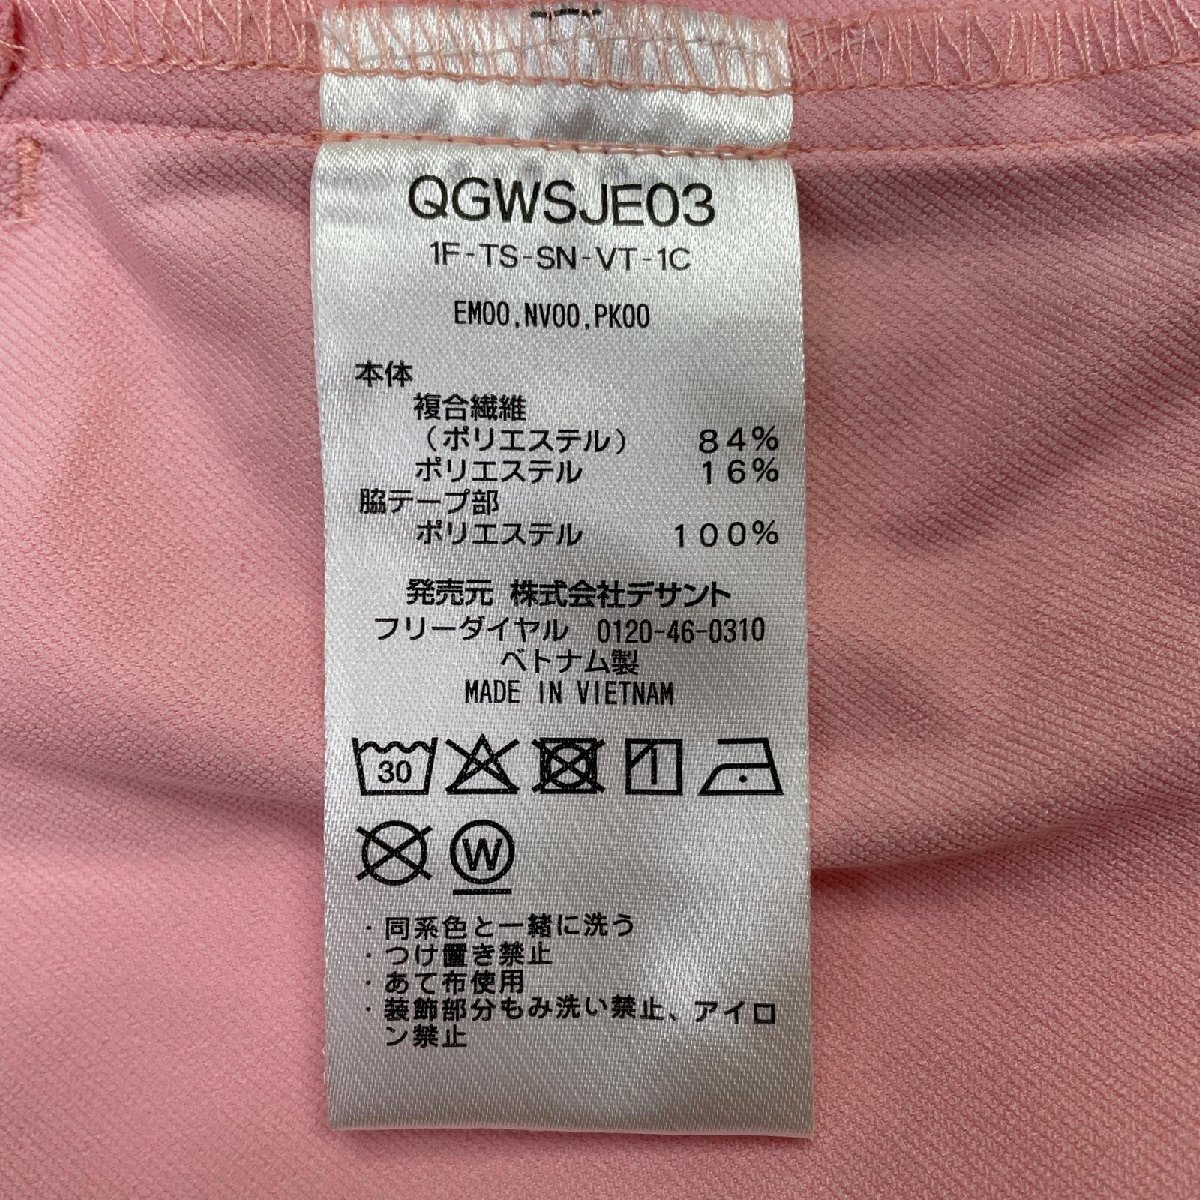 QGWSJE03
1F-TS-SN-VT-1C
EM00,NV00,PK00
本体
複合繊維
（ポリエステル） 84%
ポリエステル 16%
脇テープ部
ポリエステル 100%
発売元 株式会社デサント
フリーダイヤル 0120-46-0310
ベトナム製
MADE IN VIETNAM
30
W
・同系色と一緒に洗う
・つけ置き禁止
・あて布使用
・装飾部分もみ洗い禁止、アイロ
ン禁止